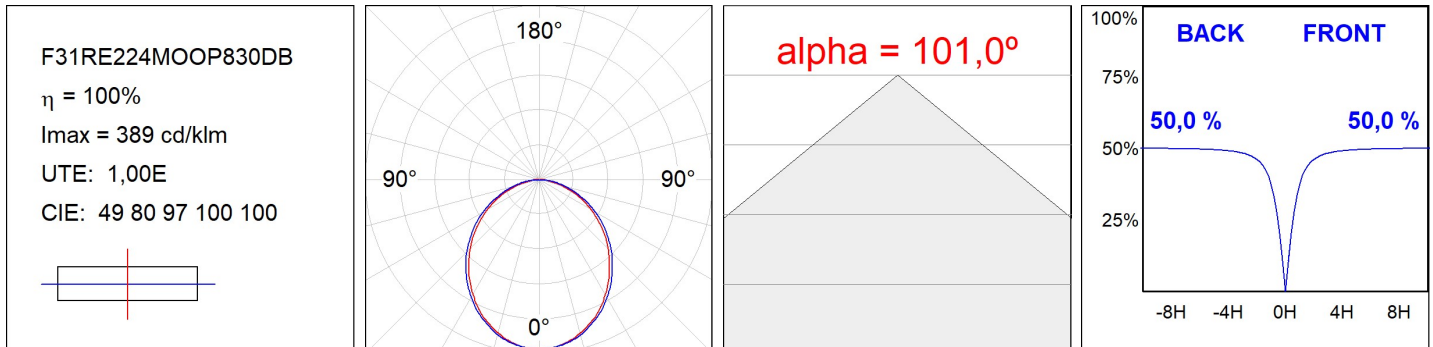 F31RE224MOOP830DB
η = 100%
Imax = 389 cd/klm
UTE: 1,00E
CIE: 49 80 97 100 100
180°
90° 90°
0°
alpha = 101,0º
100%
BACK FRONT
75%
50,0 % 50,0 %
50%
25%
-8H -4H 0H 4H 8H